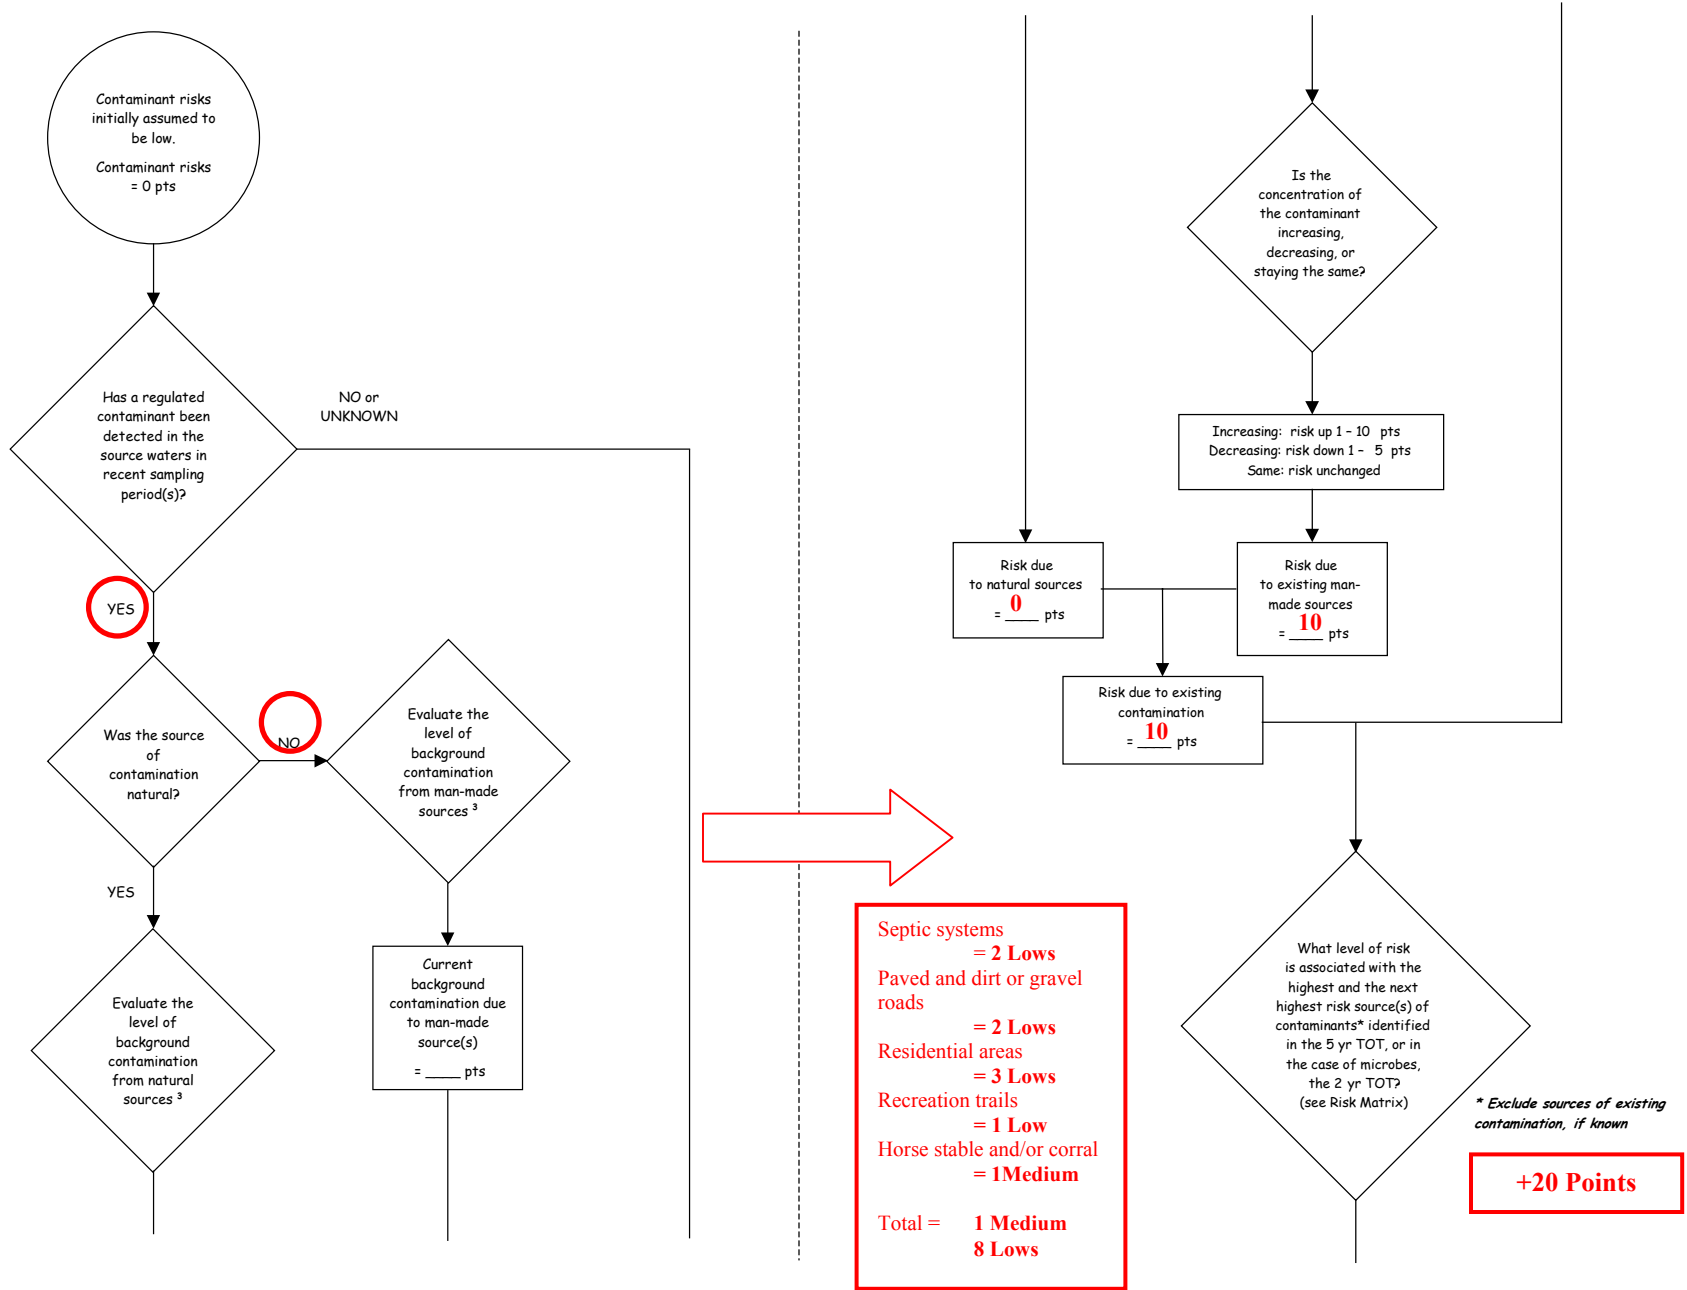 Contaminant risks
initially assumed to
be low.
Contaminant risks
= 0 pts
Has a regulated
contaminant been
detected in the
source waters in
recent sampling
period(s)?
NO or
UNKNOWN
YES
Was the source
of
contamination
natural?
NO
Evaluate the
level of
background
contamination
from man-made
sources ³
YES
Evaluate the
level of
background
contamination
from natural
sources ³
Current
background
contamination due
to man-made
source(s)
= ____ pts
Is the
concentration of
the contaminant
increasing,
decreasing, or
staying the same?
Increasing: risk up 1 – 10 pts
Decreasing: risk down 1 – 5 pts
Same: risk unchanged
Risk due
to natural sources
= 0 pts
Risk due
to existing man-
made sources
= 10 pts
Risk due to existing
contamination
= 10 pts
Septic systems
= 2 Lows
Paved and dirt or gravel
roads
= 2 Lows
Residential areas
= 3 Lows
Recreation trails
= 1 Low
Horse stable and/or corral
= 1Medium
Total = 1 Medium
8 Lows
What level of risk
is associated with the
highest and the next
highest risk source(s) of
contaminants* identified
in the 5 yr TOT, or in
the case of microbes,
the 2 yr TOT?
(see Risk Matrix)
* Exclude sources of existing
contamination, if known
+20 Points